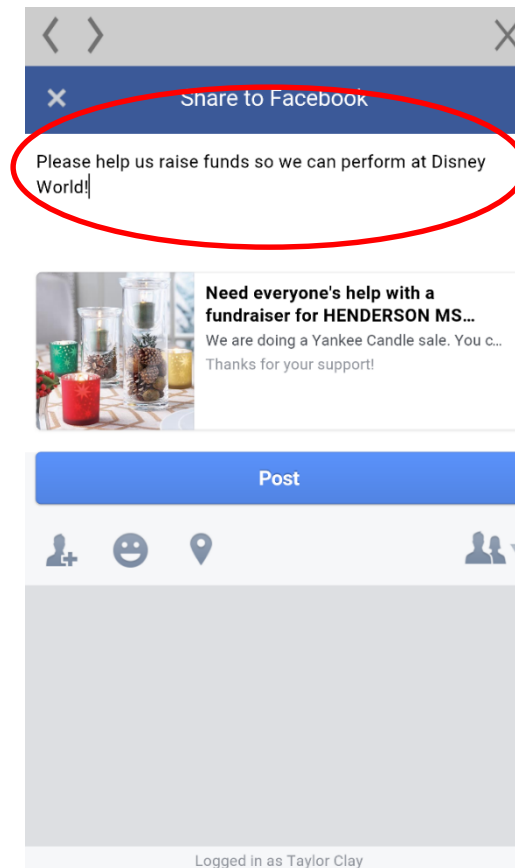 Share to Facebook
Please help us raise funds so we can perform at Disney
World!
Need everyone's help with a
fundraiser for HENDERSON MS...
We are doing a Yankee Candle sale. You c...
Thanks for your support!
Post
Logged in as Taylor Clay